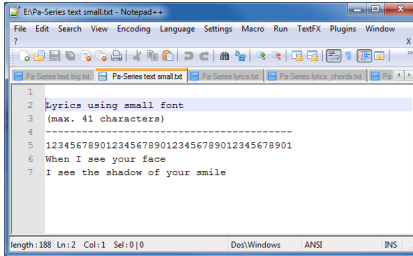 E:\Pa-Series text small.txt - Notepad++
File Edit Search View Encoding Language Settings Macro Run TextFX Plugins Window
? X
Pa-Series text big.txt Pa-Series text small.txt Pa-Series lyrics.txt Pa-Series lyrics _chords.txt Pa
1
2 Lyrics using small font
3 (max. 41 characters)
4 -----------------------------------------
5 12345678901234567890123456789012345678901
6 When I see your face
7 I see the shadow of your smile
length : 188 Ln : 2 Col : 1 Sel : 0 | 0 Dos\Windows ANSI INS